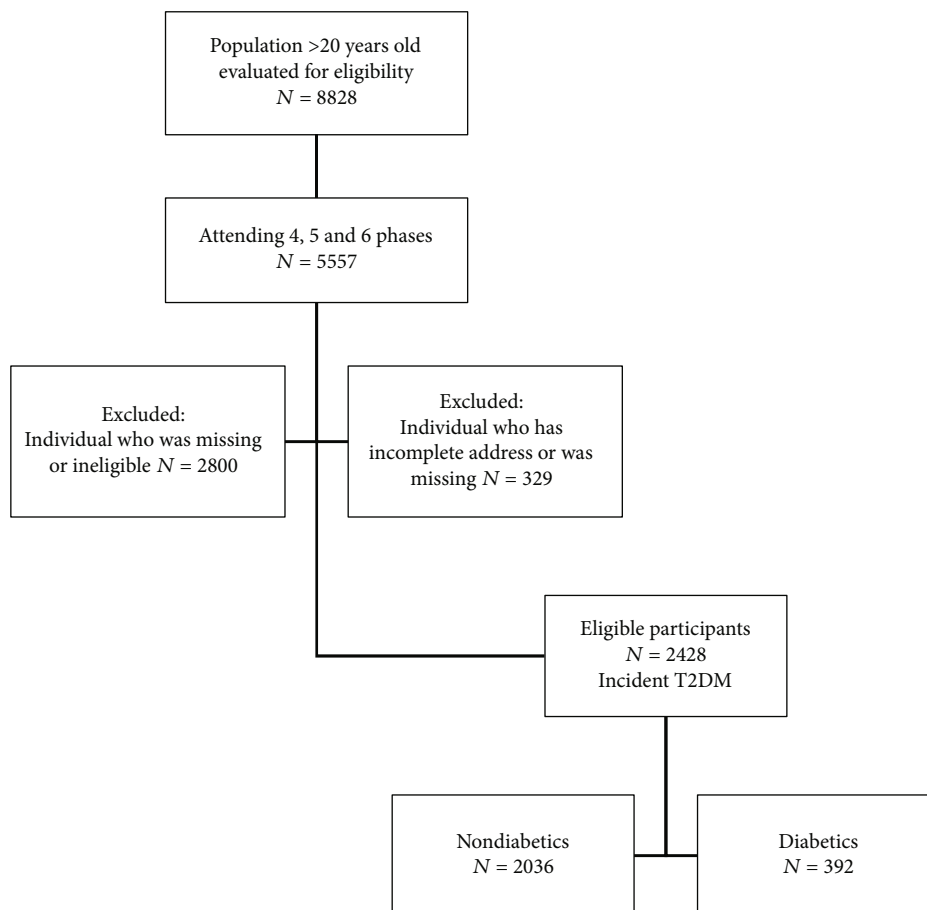 Population >20 years old
evaluated for eligibility
N = 8828
Attending 4, 5 and 6 phases
N = 5557
Excluded:
Individual who was missing
or ineligible N = 2800
Excluded:
Individual who has
incomplete address or was
missing N = 329
Eligible participants
N = 2428
Incident T2DM
Nondiabetics
N = 2036
Diabetics
N = 392